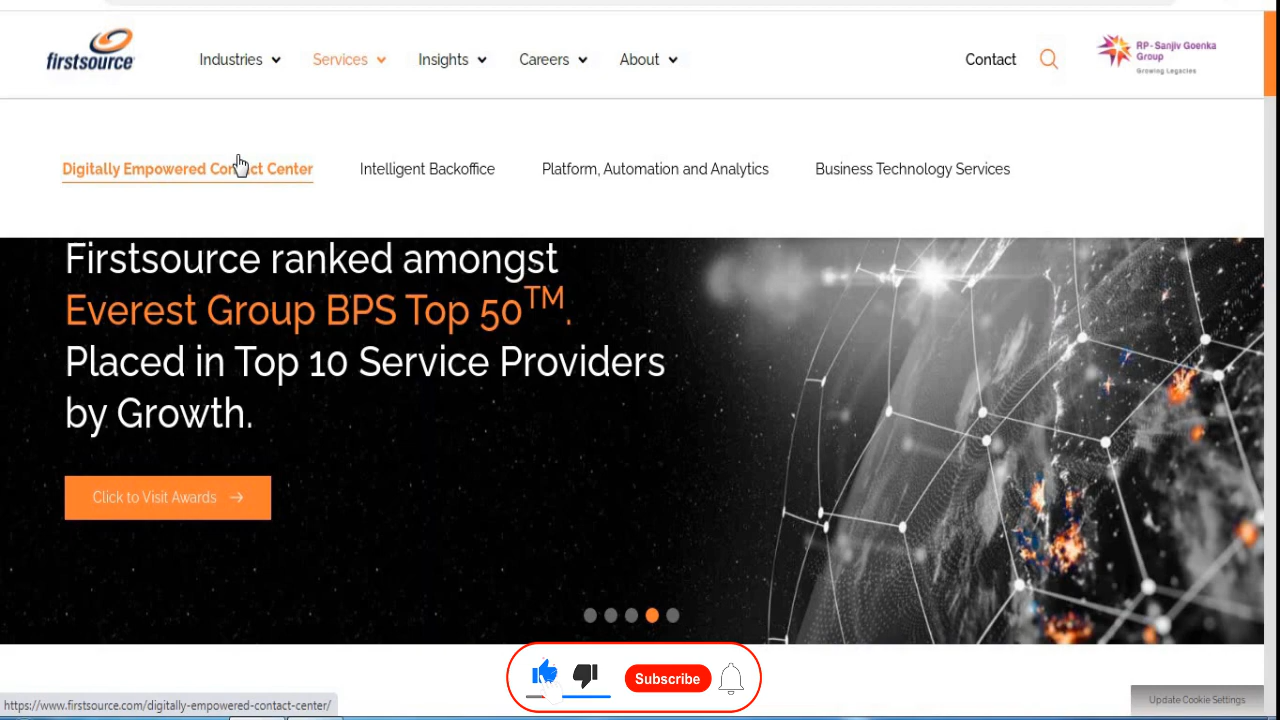 firstsource
Industries
Services
Insights
Careers
About
Contact
RP - Sanjiv Goenka
Group
Growing Legacies
Digitally Empowered Contact Center
Intelligent Backoffice
Platform, Automation and Analytics
Business Technology Services
Firstsource ranked amongst
Everest Group BPS Top 50TM.
Placed in Top 10 Service Providers
by Growth.
Click to Visit Awards
Subscribe
https://www.firstsource.com/digitally-empowered-contact-center/
Update Cookie Settings